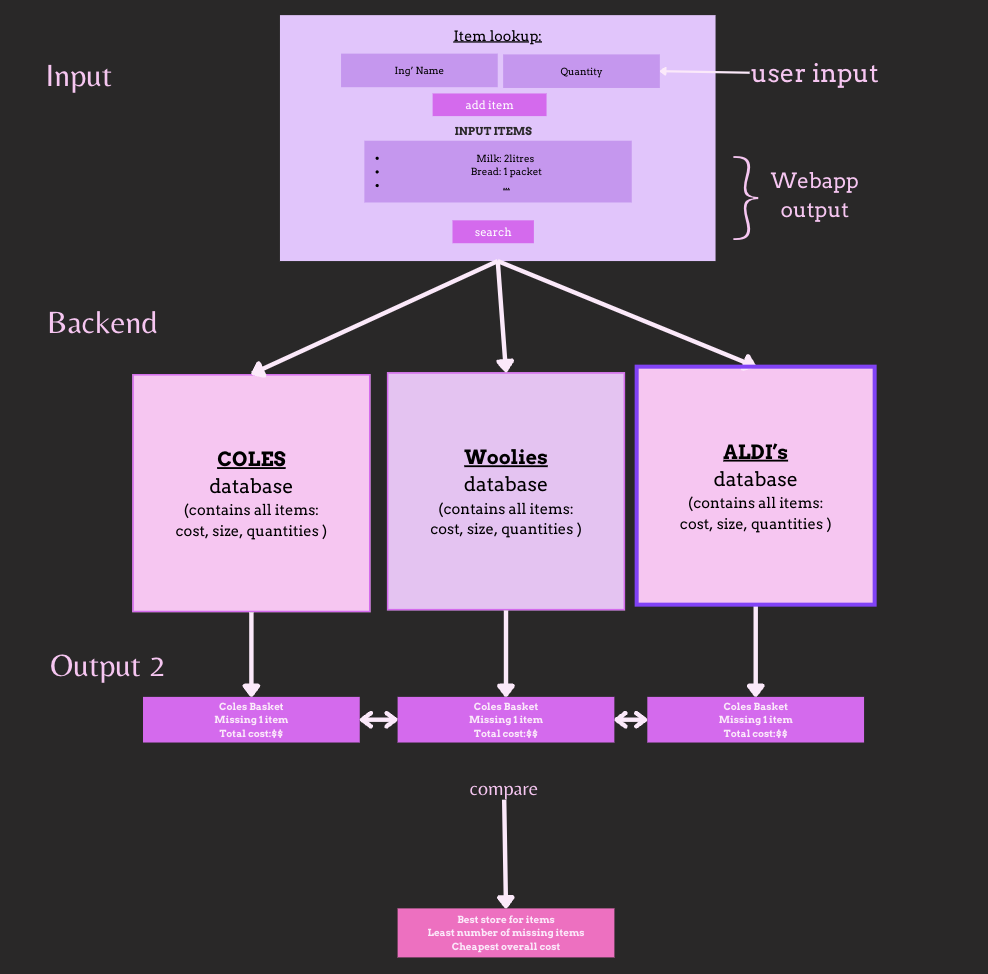 Item lookup:
Input
Ing’ Name
Quantity
user input
add item
INPUT ITEMS
• Milk: 2litres
• Bread: 1 packet
• ...
Webapp
output
search
Backend
COLES
database
(contains all items:
cost, size, quantities )
Woolies
database
(contains all items:
cost, size, quantities )
ALDI’s
database
(contains all items:
cost, size, quantities )
Output 2
Coles Basket
Missing 1 item
Total cost:$$
Coles Basket
Missing 1 item
Total cost:$$
Coles Basket
Missing 1 item
Total cost:$$
compare
Best store for items
Least number of missing items
Cheapest overall cost